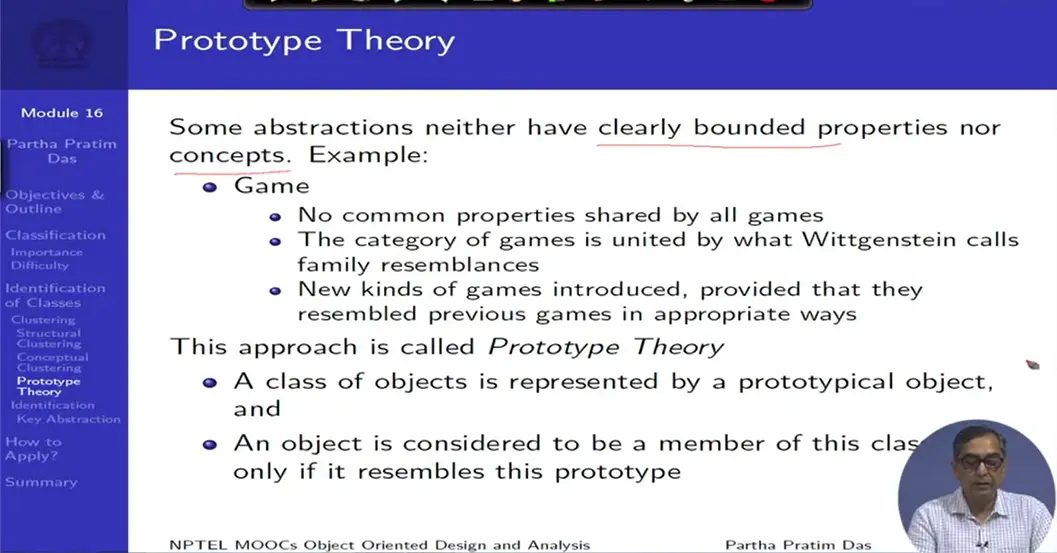 Prototype Theory
Module 16
Partha Pratim
Das
Objectives &
Outline
Classification
Importance
Difficulty
Identification
of Classes
Clustering
Structural
Clustering
Conceptual
Clustering
Prototype
Theory
Identification
Key Abstraction
How to
Apply?
Summary
Some abstractions neither have clearly bounded properties nor
concepts. Example:
Game
No common properties shared by all games
The category of games is united by what Wittgenstein calls
family resemblances
New kinds of games introduced, provided that they
resembled previous games in appropriate ways
This approach is called Prototype Theory
A class of objects is represented by a prototypical object,
and
An object is considered to be a member of this clas
only if it resembles this prototype
NPTEL MOOCs Object Oriented Design and Analysis
Partha Pratim Das